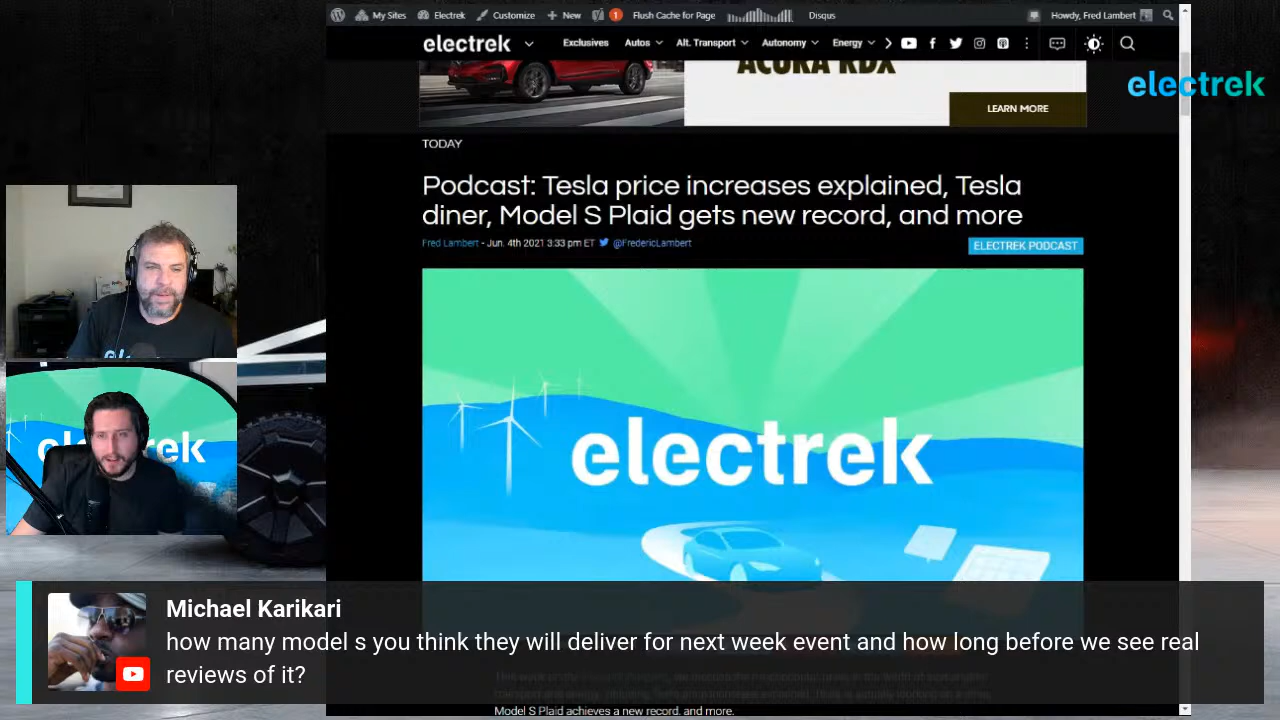 My Sites Electrek Customize New 1 Flush Cache for Page Disqus Howdy, Fred Lambert
electrek Exclusives Autos Alt. Transport Autonomy Energy
electrek
ACURA RDX
LEARN MORE
TODAY
Podcast: Tesla price increases explained, Tesla
diner, Model S Plaid gets new record, and more
Fred Lambert - Jun. 4th 2021 3:33 pm ET @FredericLambert
ELECTREK PODCAST
electrek
Michael Karikari
how many model s you think they will deliver for next week event and how long before we see real
reviews of it?
Model S Plaid achieves a new record, and more.